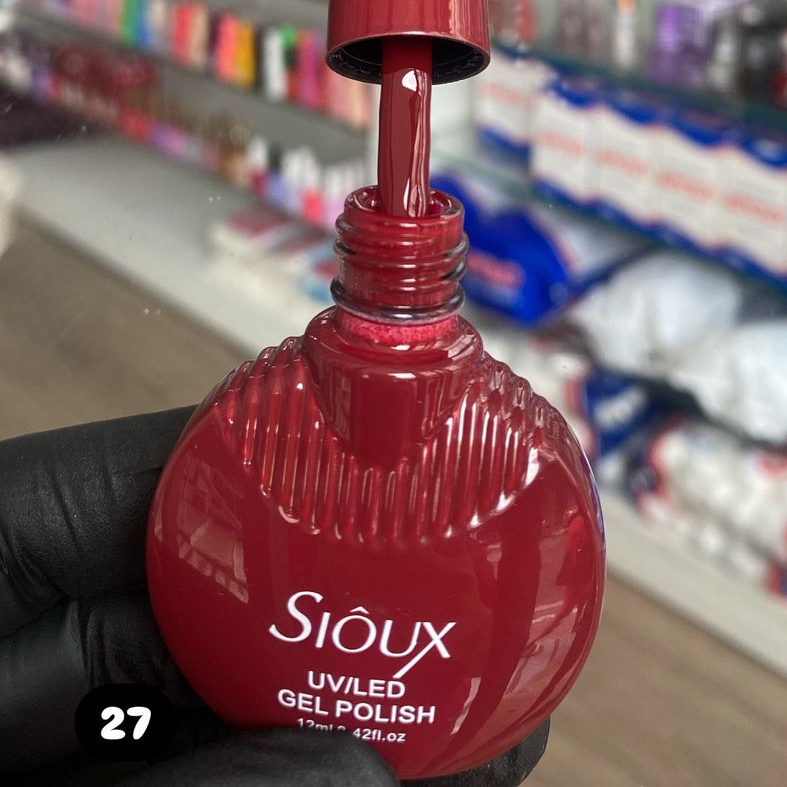 SIÔUX
UV/LED
GEL POLISH
12ml 0.42fl.oz
27